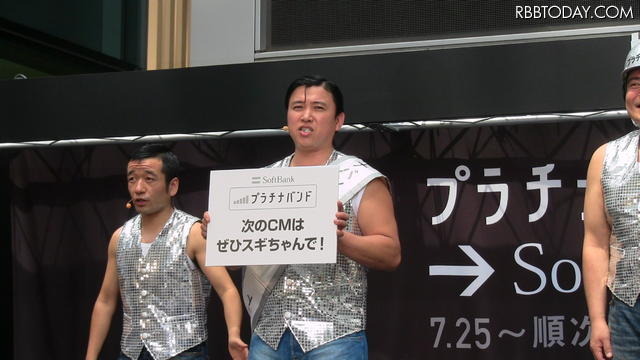 RBBTODAY.COM
SoftBank
プラチナバンド
次のCMは
ぜひスギちゃんで！
プラチナ
→ So
7.25～順次